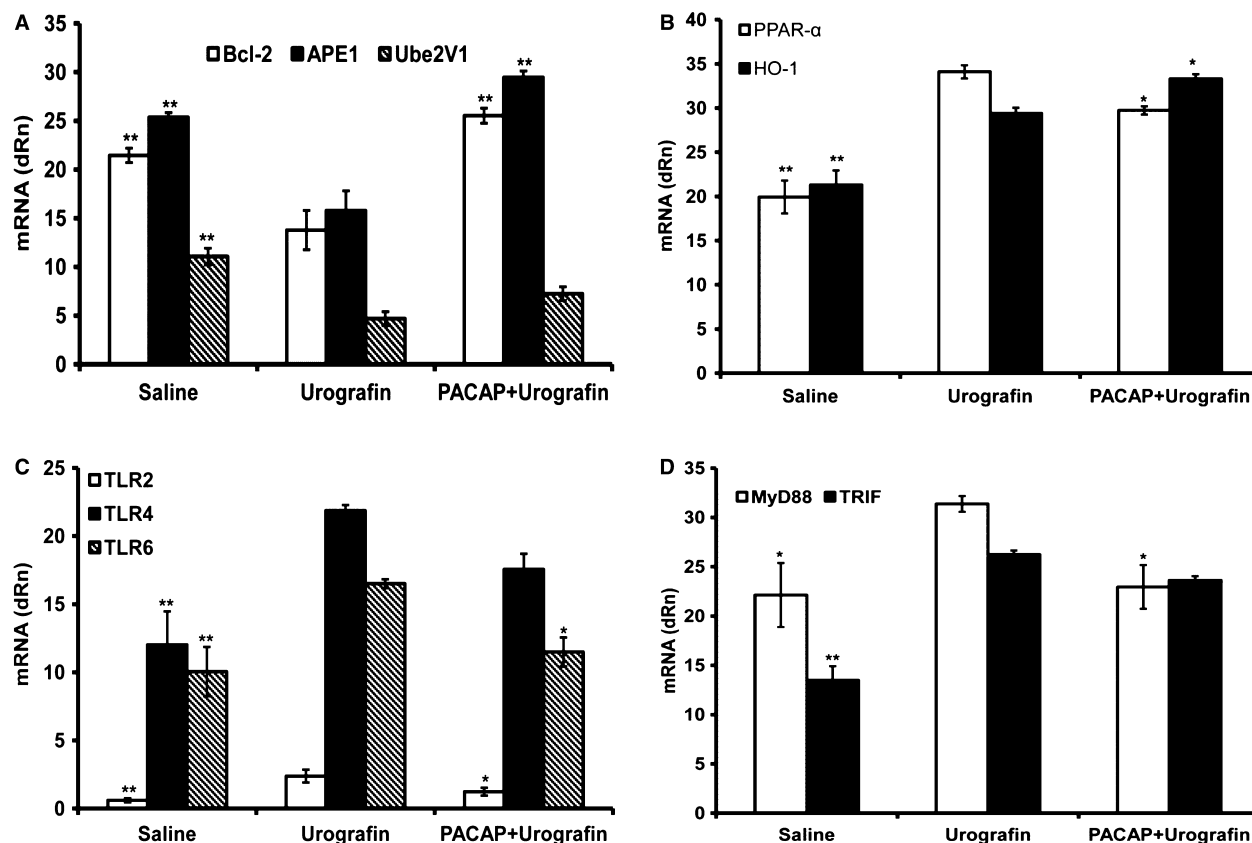 A
mRNA (dRn)
35
30
25
20
15
10
5
0
Bcl-2 APE1 Ube2V1
** ** **
** **
Saline Urografin PACAP+Urografin
B
mRNA (dRn)
40
35
30
25
20
15
10
5
0
PPAR-α
HO-1
** **
* *
Saline Urografin PACAP+Urografin
C
mRNA (dRn)
25
20
15
10
5
0
TLR2
TLR4
TLR6
** ** **
* *
Saline Urografin PACAP+Urografin
D
mRNA (dRn)
35
30
25
20
15
10
5
0
MyD88 TRIF
* **
*
Saline Urografin PACAP+Urografin